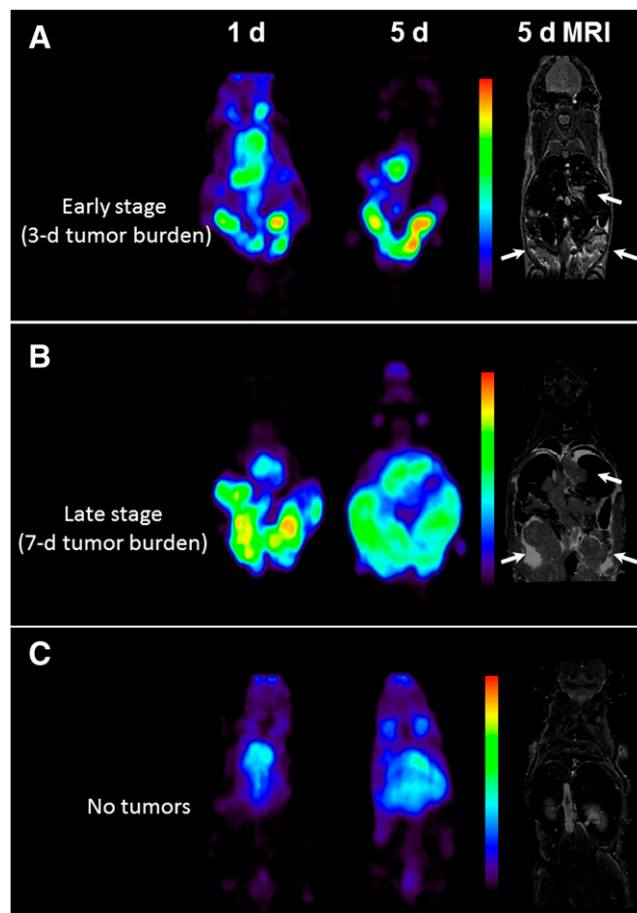 A
1 d
5 d
5 d MRI
Early stage
(3-d tumor burden)
B
Late stage
(7-d tumor burden)
C
No tumors